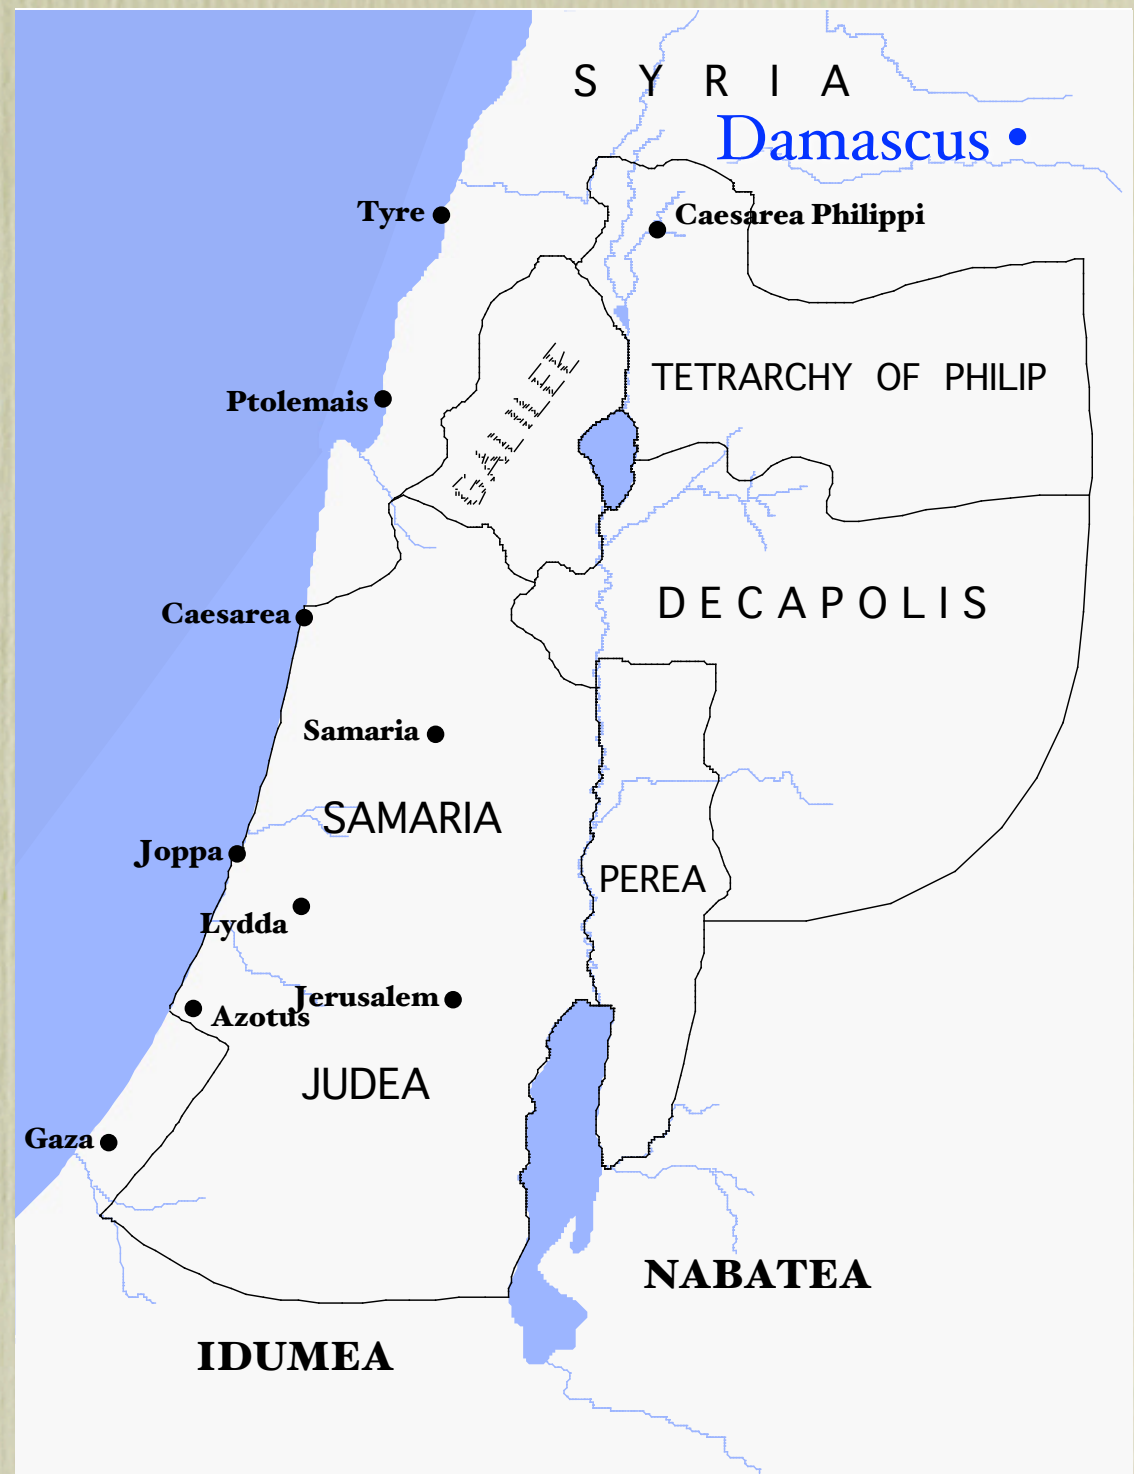 S Y R I A
Damascus
Tyre
Caesarea Philippi
GALILEE
TETRARCHY OF PHILIP
Ptolemais
DECAPOLIS
Caesarea
Samaria
SAMARIA
Joppa
PEREA
Lydda
Jerusalem
Azotus
JUDEA
Gaza
NABATEA
IDUMEA